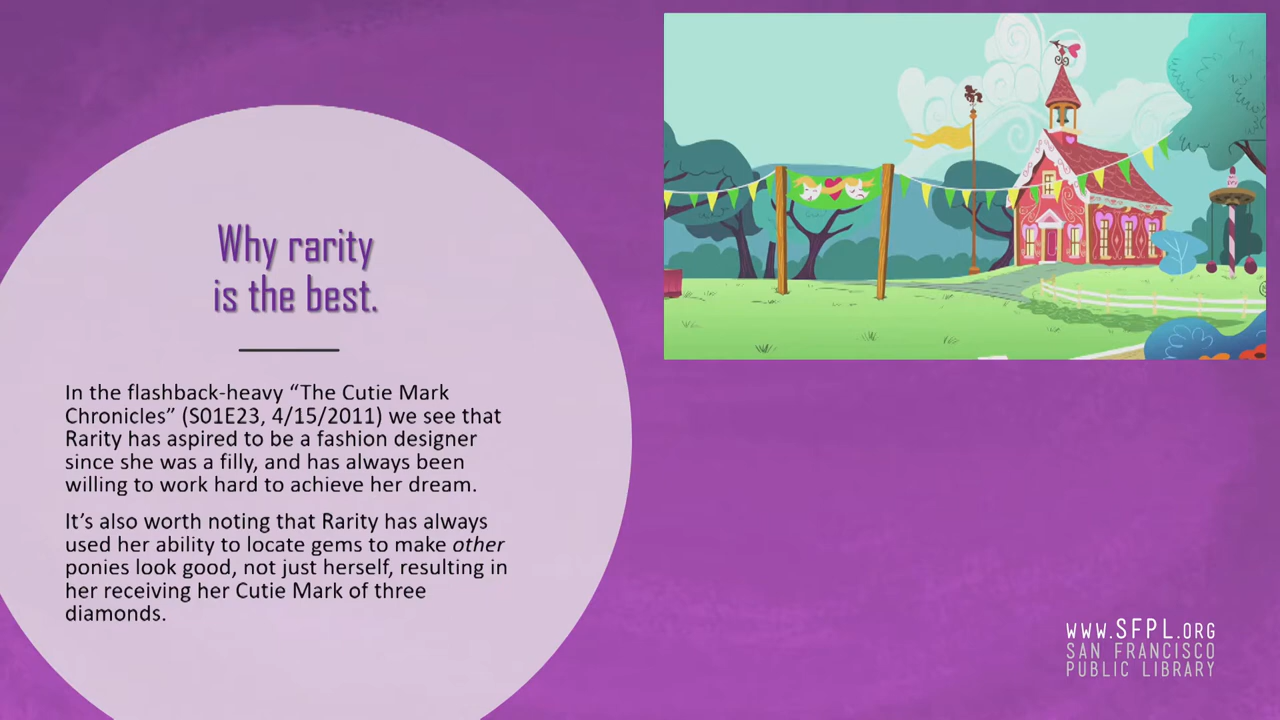 Why rarity
is the best.
In the flashback-heavy “The Cutie Mark
Chronicles” (S01E23, 4/15/2011) we see that
Rarity has aspired to be a fashion designer
since she was a filly, and has always been
willing to work hard to achieve her dream.
It’s also worth noting that Rarity has always
used her ability to locate gems to make other
ponies look good, not just herself, resulting in
her receiving her Cutie Mark of three
diamonds.
WWW.SFPL.ORG
SAN FRANCISCO
PUBLIC LIBRARY